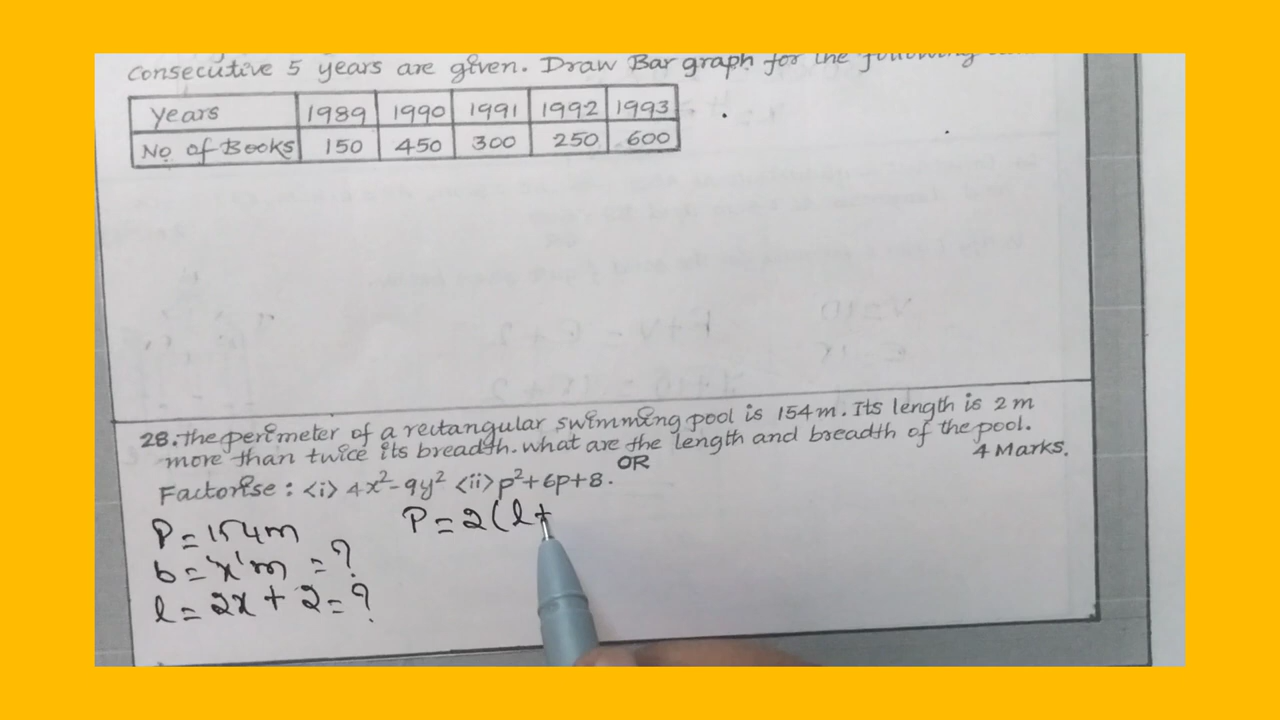 consecutive 5 years are given. Draw Bar graph for the following
Years 1989 1990 1991 1992 1993
No of Books 150 450 300 250 600
28. The perimeter of a rectangular swimming pool is 154m. Its length is 2m
more than twice its breadth. what are the length and breadth of the pool.
4 Marks.
OR
Factorise : <i> 4x²-9y² <ii> p²+6p+8.
P = 154m
b = 'x'm = ?
l = 2x + 2 = ?
P = 2(l+